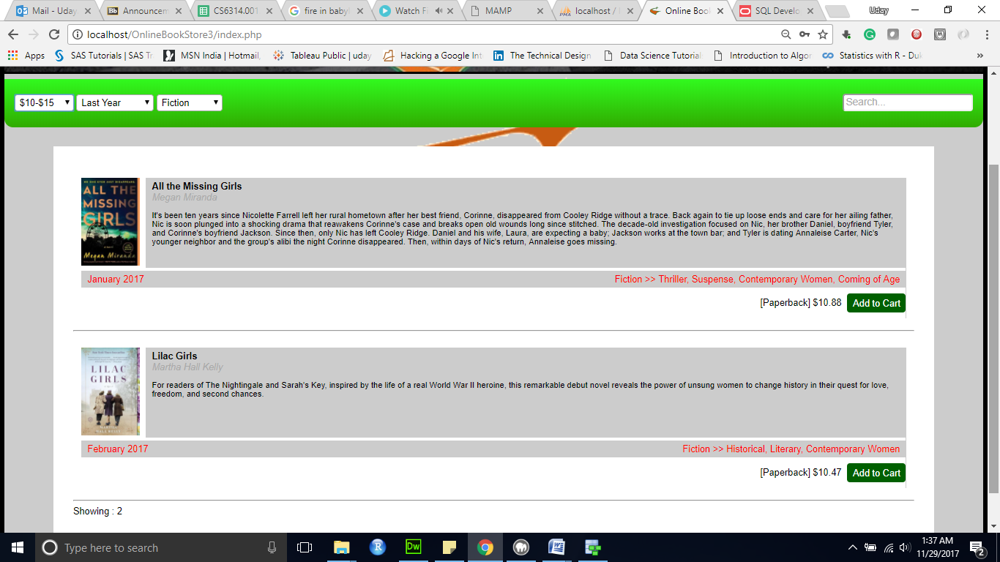 Mail - Uday
Announcem
CS6314.001
fire in baby
Watch Fi
MAMP
localhost /
Online Boo
SQL Develo
Uday
localhost/OnlineBookStore3/index.php
Apps
SAS Tutorials | SAS Tr
MSN India | Hotmail,
Tableau Public | uday
Hacking a Google Int
The Technical Design
Data Science Tutorial
Introduction to Algor
Statistics with R - Duk
»
$10-$15
Last Year
Fiction
Search...
ALL THE
MISSING
GIRLS
Megan Miranda
All the Missing Girls
Megan Miranda
It's been ten years since Nicolette Farrell left her rural hometown after her best friend, Corinne, disappeared from Cooley Ridge without a trace. Back again to tie up loose ends and care for her ailing father,
Nic is soon plunged into a shocking drama that reawakens Corinne's case and breaks open old wounds long since stitched. The decade-old investigation focused on Nic, her brother Daniel, boyfriend Tyler,
and Corinne's boyfriend Jackson. Since then, only Nic has left Cooley Ridge. Daniel and his wife, Laura, are expecting a baby; Jackson works at the town bar; and Tyler is dating Annaleise Carter, Nic's
younger neighbor and the group's alibi the night Corinne disappeared. Then, within days of Nic's return, Annaleise goes missing.
January 2017
Fiction >> Thriller, Suspense, Contemporary Women, Coming of Age
[Paperback] $10.88
Add to Cart
LILAC
GIRLS
MARTHA
HALL KELLY
Lilac Girls
Martha Hall Kelly
For readers of The Nightingale and Sarah's Key, inspired by the life of a real World War II heroine, this remarkable debut novel reveals the power of unsung women to change history in their quest for love,
freedom, and second chances.
February 2017
Fiction >> Historical, Literary, Contemporary Women
[Paperback] $10.47
Add to Cart
Showing : 2
Type here to search
1:37 AM
11/29/2017
2